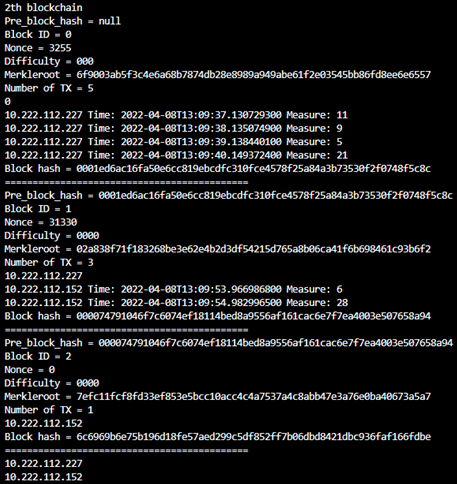 2th blockchain
Pre_block_hash = null
Block ID = 0
Nonce = 3255
Difficulty = 000
Merkleroot = 6f9003ab5f3c4e6a68b7874db28e8989a949abe61f2e03545bb86fd8ee6e6557
Number of TX = 5
0
10.222.112.227 Time: 2022-04-08T13:09:37.130729300 Measure: 11
10.222.112.227 Time: 2022-04-08T13:09:38.135074900 Measure: 9
10.222.112.227 Time: 2022-04-08T13:09:39.138440100 Measure: 5
10.222.112.227 Time: 2022-04-08T13:09:40.149372400 Measure: 21
Block hash = 0001ed6ac16fa50e6cc819ebcdfc310fce4578f25a84a3b73530f2f0748f5c8c
============================================
Pre_block_hash = 0001ed6ac16fa50e6cc819ebcdfc310fce4578f25a84a3b73530f2f0748f5c8c
Block ID = 1
Nonce = 31330
Difficulty = 0000
Merkleroot = 02a838f71f183268be3e62e4b2d3df54215d765a8b06ca41f6b698461c93b6f2
Number of TX = 3
10.222.112.227
10.222.112.152 Time: 2022-04-08T13:09:53.966986800 Measure: 6
10.222.112.152 Time: 2022-04-08T13:09:54.982996500 Measure: 28
Block hash = 000074791046f7c6074ef18114bed8a9556af161cac6e7f7ea4003e507658a94
============================================
Pre_block_hash = 000074791046f7c6074ef18114bed8a9556af161cac6e7f7ea4003e507658a94
Block ID = 2
Nonce = 0
Difficulty = 0000
Merkleroot = 7efc11fcf8fd33ef853e5bcc10acc4c4a7537a4c8abb47e3a76e0ba40673a5a7
Number of TX = 1
10.222.112.152
Block hash = 6c6969b6e75b196d18fe57aed299c5df852ff7b06dbd8421dbc936faf166fdbe
============================================
10.222.112.227
10.222.112.152